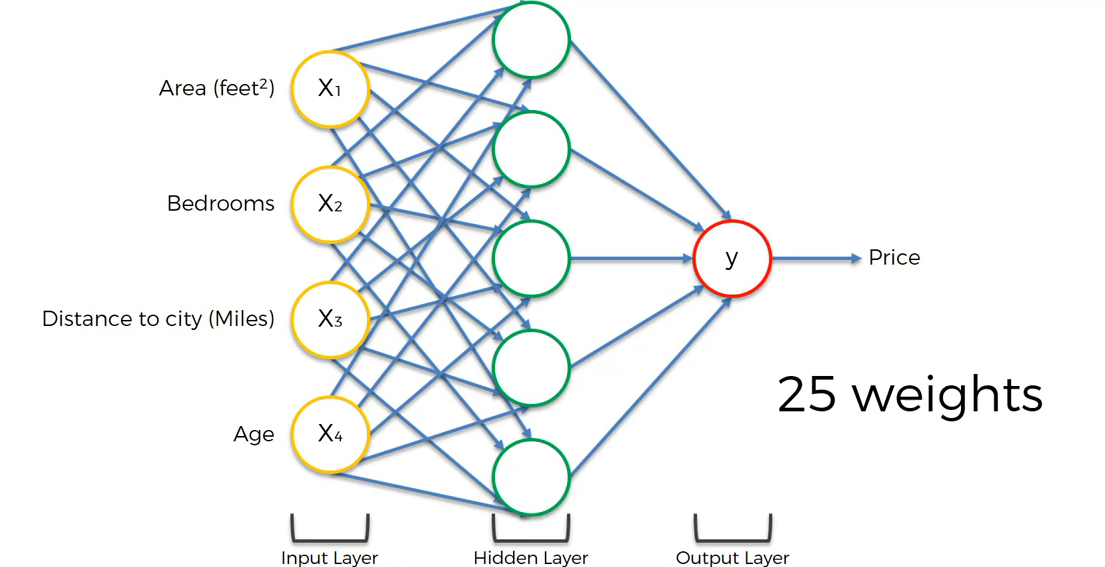 Area (feet²)
X₁
Bedrooms
X₂
Distance to city (Miles)
X₃
Age
X₄
y
Price
25 weights
Input Layer
Hidden Layer
Output Layer